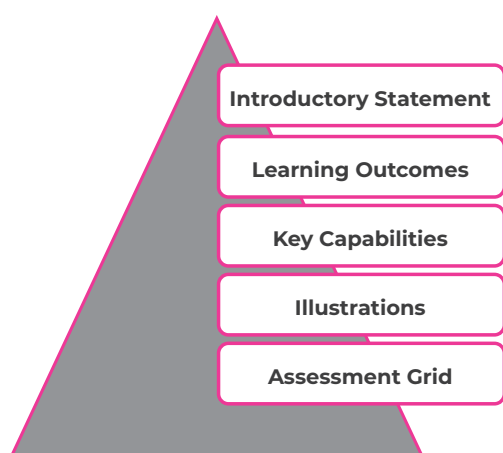 Introductory Statement
Learning Outcomes
Key Capabilities
Illustrations
Assessment Grid